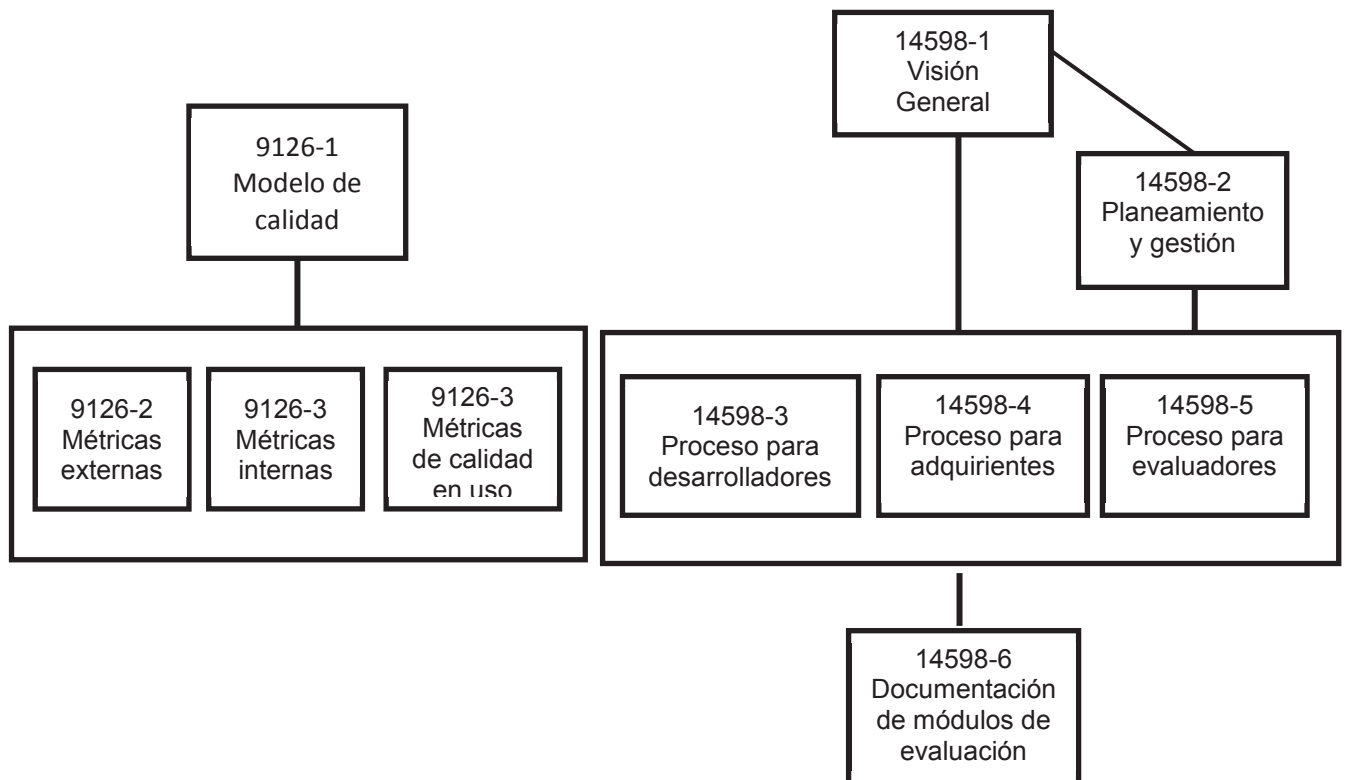 14598-1
Visión
General
9126-1
Modelo de
calidad
14598-2
Planeamiento
y gestión
9126-2
Métricas
externas
9126-3
Métricas
internas
9126-3
Métricas
de calidad
en uso
14598-3
Proceso para
desarrolladores
14598-4
Proceso para
adquirientes
14598-5
Proceso para
evaluadores
14598-6
Documentación
de módulos de
evaluación